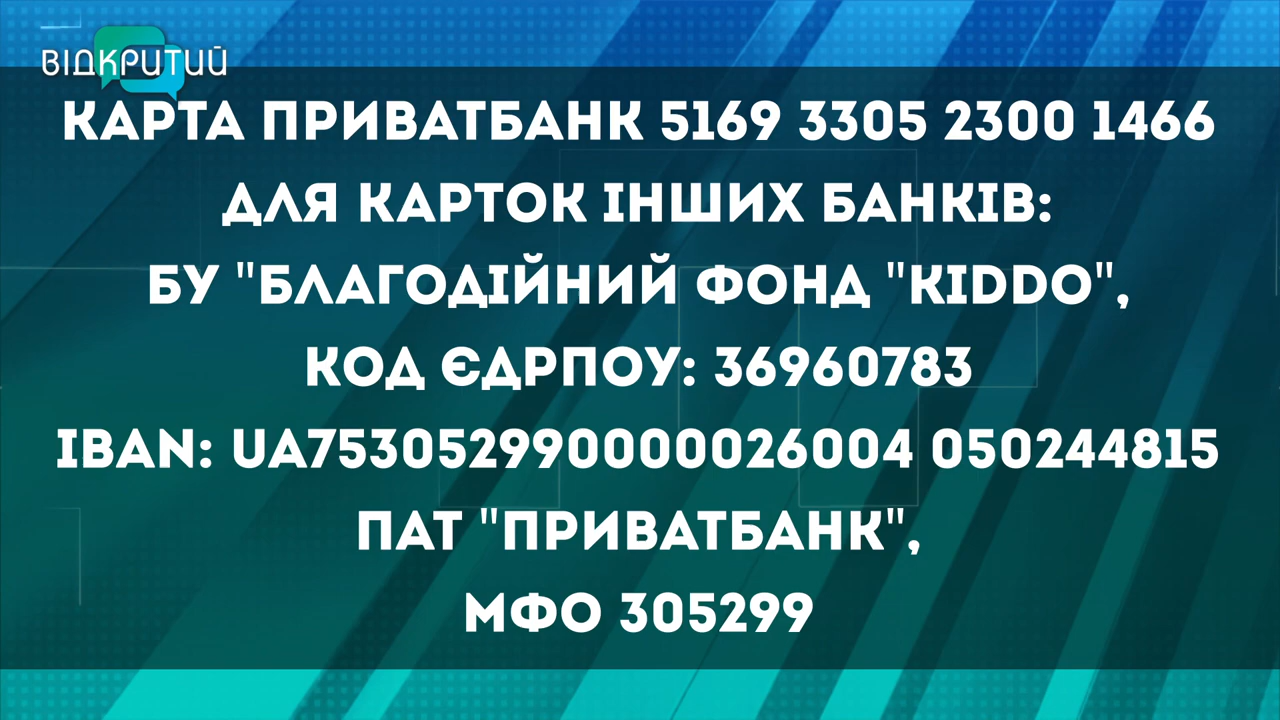 ВІДКРИТИЙ
КАРТА ПРИВАТБАНК 5169 3305 2300 1466
ДЛЯ КАРТОК ІНШИХ БАНКІВ:
БУ "БЛАГОДІЙНИЙ ФОНД "KIDDO",
КОД ЄДРПОУ: 36960783
IBAN: UA753052990000026004 050244815
ПАТ "ПРИВАТБАНК",
МФО 305299